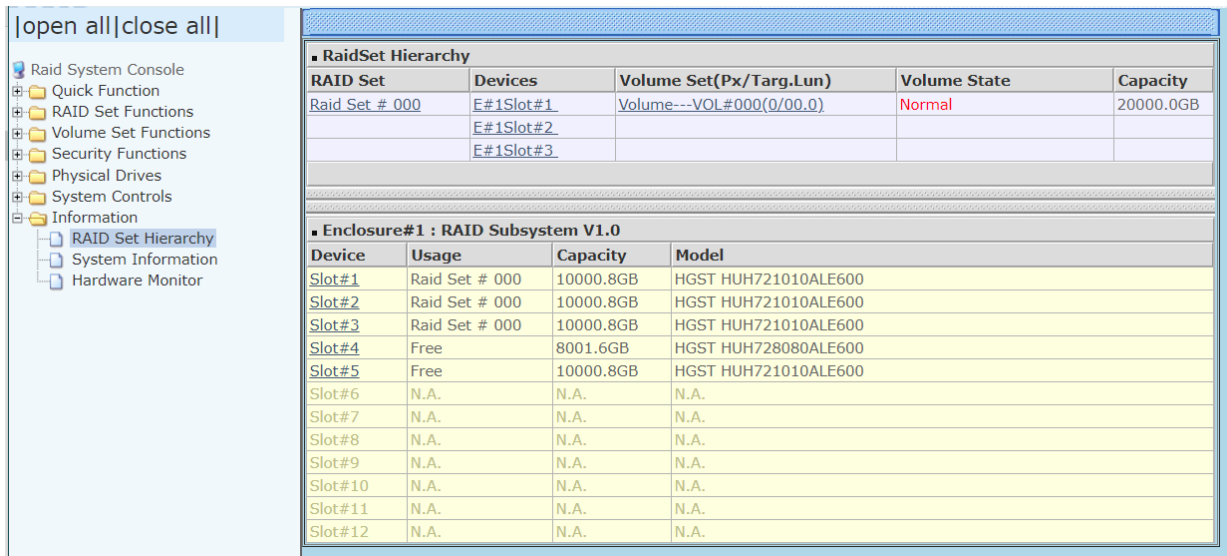 |open all|close all|
Raid System Console
Quick Function
RAID Set Functions
Volume Set Functions
Security Functions
Physical Drives
System Controls
Information
RAID Set Hierarchy
System Information
Hardware Monitor
RaidSet Hierarchy
RAID Set Devices Volume Set(Px/Targ.Lun) Volume State Capacity
Raid Set # 000 E#1Slot#1 Volume---VOL#000(0/00.0) Normal 20000.0GB
E#1Slot#2
E#1Slot#3
Enclosure#1 : RAID Subsystem V1.0
Device Usage Capacity Model
Slot#1 Raid Set # 000 10000.8GB HGST HUH721010ALE600
Slot#2 Raid Set # 000 10000.8GB HGST HUH721010ALE600
Slot#3 Raid Set # 000 10000.8GB HGST HUH721010ALE600
Slot#4 Free 8001.6GB HGST HUH728080ALE600
Slot#5 Free 10000.8GB HGST HUH721010ALE600
Slot#6 N.A. N.A. N.A.
Slot#7 N.A. N.A. N.A.
Slot#8 N.A. N.A. N.A.
Slot#9 N.A. N.A. N.A.
Slot#10 N.A. N.A. N.A.
Slot#11 N.A. N.A. N.A.
Slot#12 N.A. N.A. N.A.